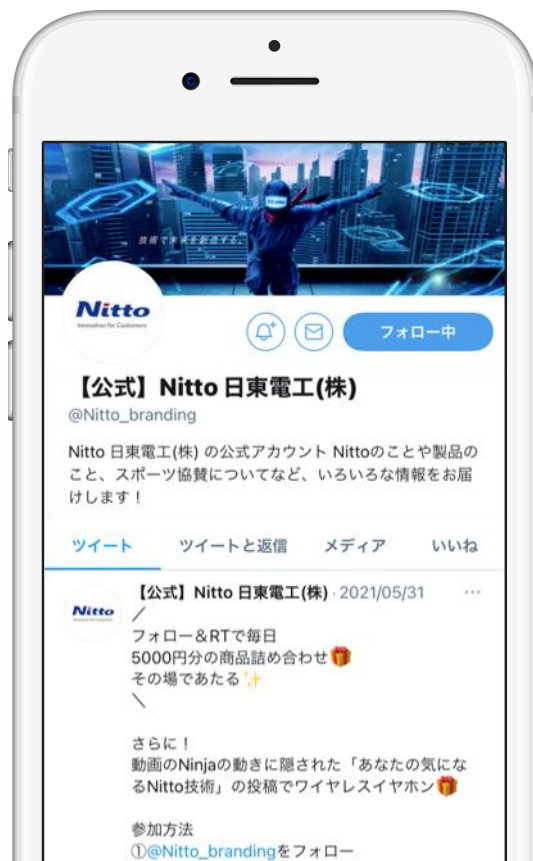 技術で未来を創造する。
Nitto
Innovation for Customers
フォロー中
【公式】Nitto 日東電工(株)
@Nitto_branding
Nitto 日東電工(株) の公式アカウント Nittoのことや製品の
こと、スポーツ協賛についてなど、いろいろな情報をお届
けします！
ツイート ツイートと返信 メディア いいね
【公式】Nitto 日東電工(株) · 2021/05/31 …
Nitto
／
フォロー＆RTで毎日
5000円分の商品詰め合わせ🎁
その場であたる✨
＼
さらに！
動画のNinjaの動きに隠された「あなたの気にな
るNitto技術」の投稿でワイヤレスイヤホン🎁
参加方法
①@Nitto_brandingをフォロー